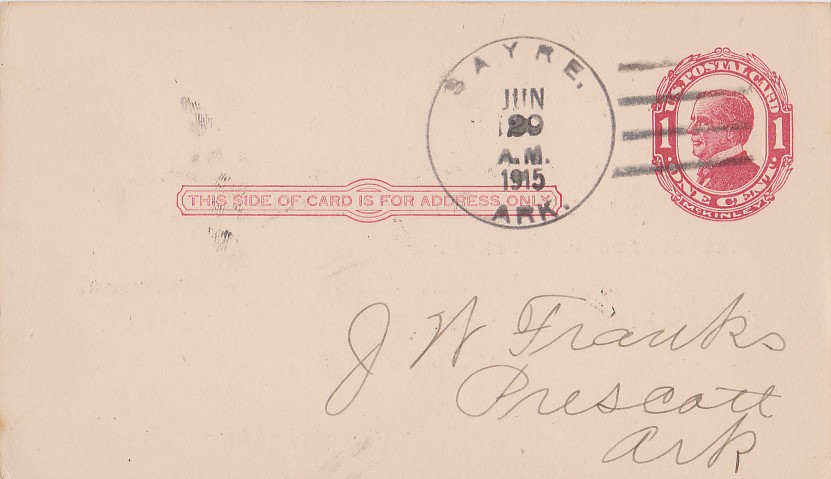 SAYRE,
JUN
29
A.M.
1915
ARK.
U.S. POSTAL CARD
1 1
ONE CENT.
McKINLEY
THIS SIDE OF CARD IS FOR ADDRESS ONLY
J W Franks
Prescott
Ark